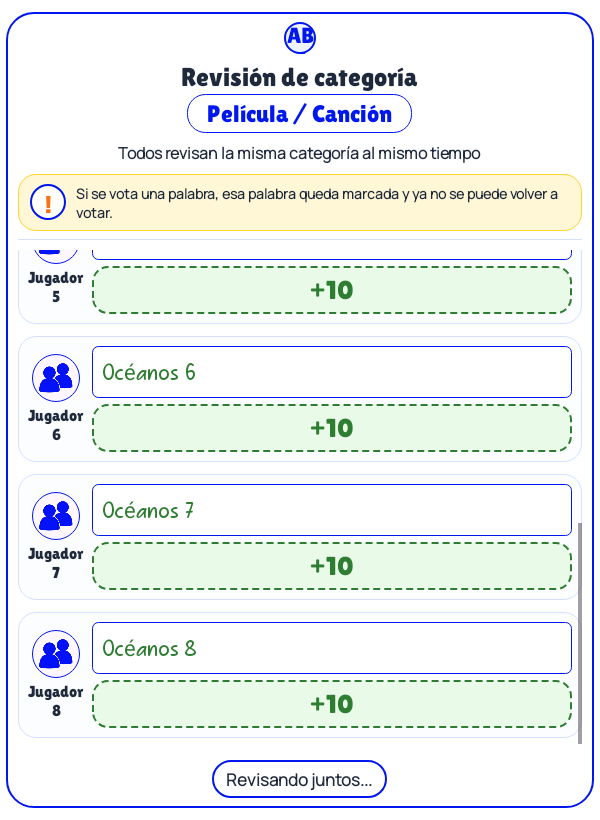 AB
Revisión de categoría
Película / Canción
Todos revisan la misma categoría al mismo tiempo
!
Si se vota una palabra, esa palabra queda marcada y ya no se puede volver a
votar.
Jugador
5
+10
Océanos 6
Jugador
6
+10
Océanos 7
Jugador
7
+10
Océanos 8
Jugador
8
+10
Revisando juntos...